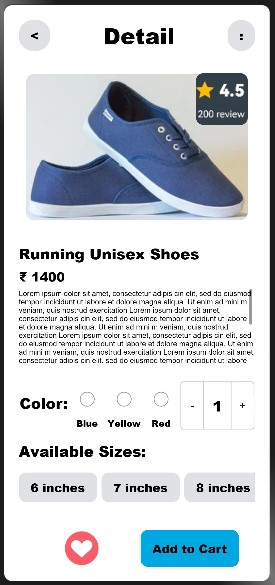 < Detail :
4.5
200 review
Running Unisex Shoes
₹ 1400
Lorem ipsum dolor sit amet, consectetur adipis cin elit, sed do eiusmod
tempor incididunt ut labore et dolore magna aliqua. Ut enim ad mini m
veniam, quis nostrud exercitation Lorem ipsum dolor sit amet,
consectetur adipis cin elit, sed do eiusmod tempor incididunt ut labore
et dolore magna aliqua. Ut enim ad mini m veniam, quis nostrud
exercitation Lorem ipsum dolor sit amet, consectetur adipis cin elit, sed
do eiusmod tempor incididunt ut labore et dolore magna aliqua. Ut enim
ad mini m veniam, quis nostrud exercitation Lorem ipsum dolor sit amet,
consectetur adipis cin elit, sed do eiusmod tempor incididunt ut labore
Color:
Blue Yellow Red
- 1 +
Available Sizes:
6 inches 7 inches 8 inches
Add to Cart